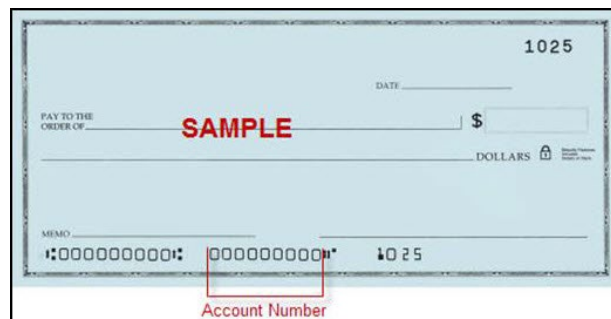 1025
DATE
PAY TO THE
ORDER OF
SAMPLE
$
DOLLARS
MEMO
⑆000000000⑆ 000000000⑈ 1025
Account Number